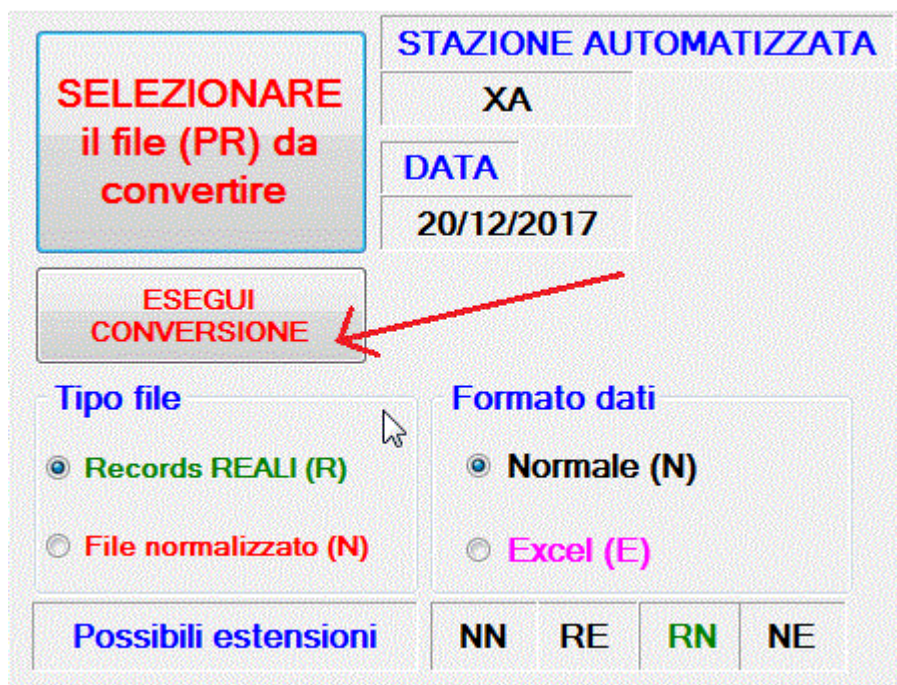 SELEZIONARE
il file (PR) da
convertire
STAZIONE AUTOMATIZZATA
XA
DATA
20/12/2017
ESEGUI
CONVERSIONE
Tipo file
Records REALI (R)
File normalizzato (N)
Formato dati
Normale (N)
Excel (E)
Possibili estensioni NN RE RN NE